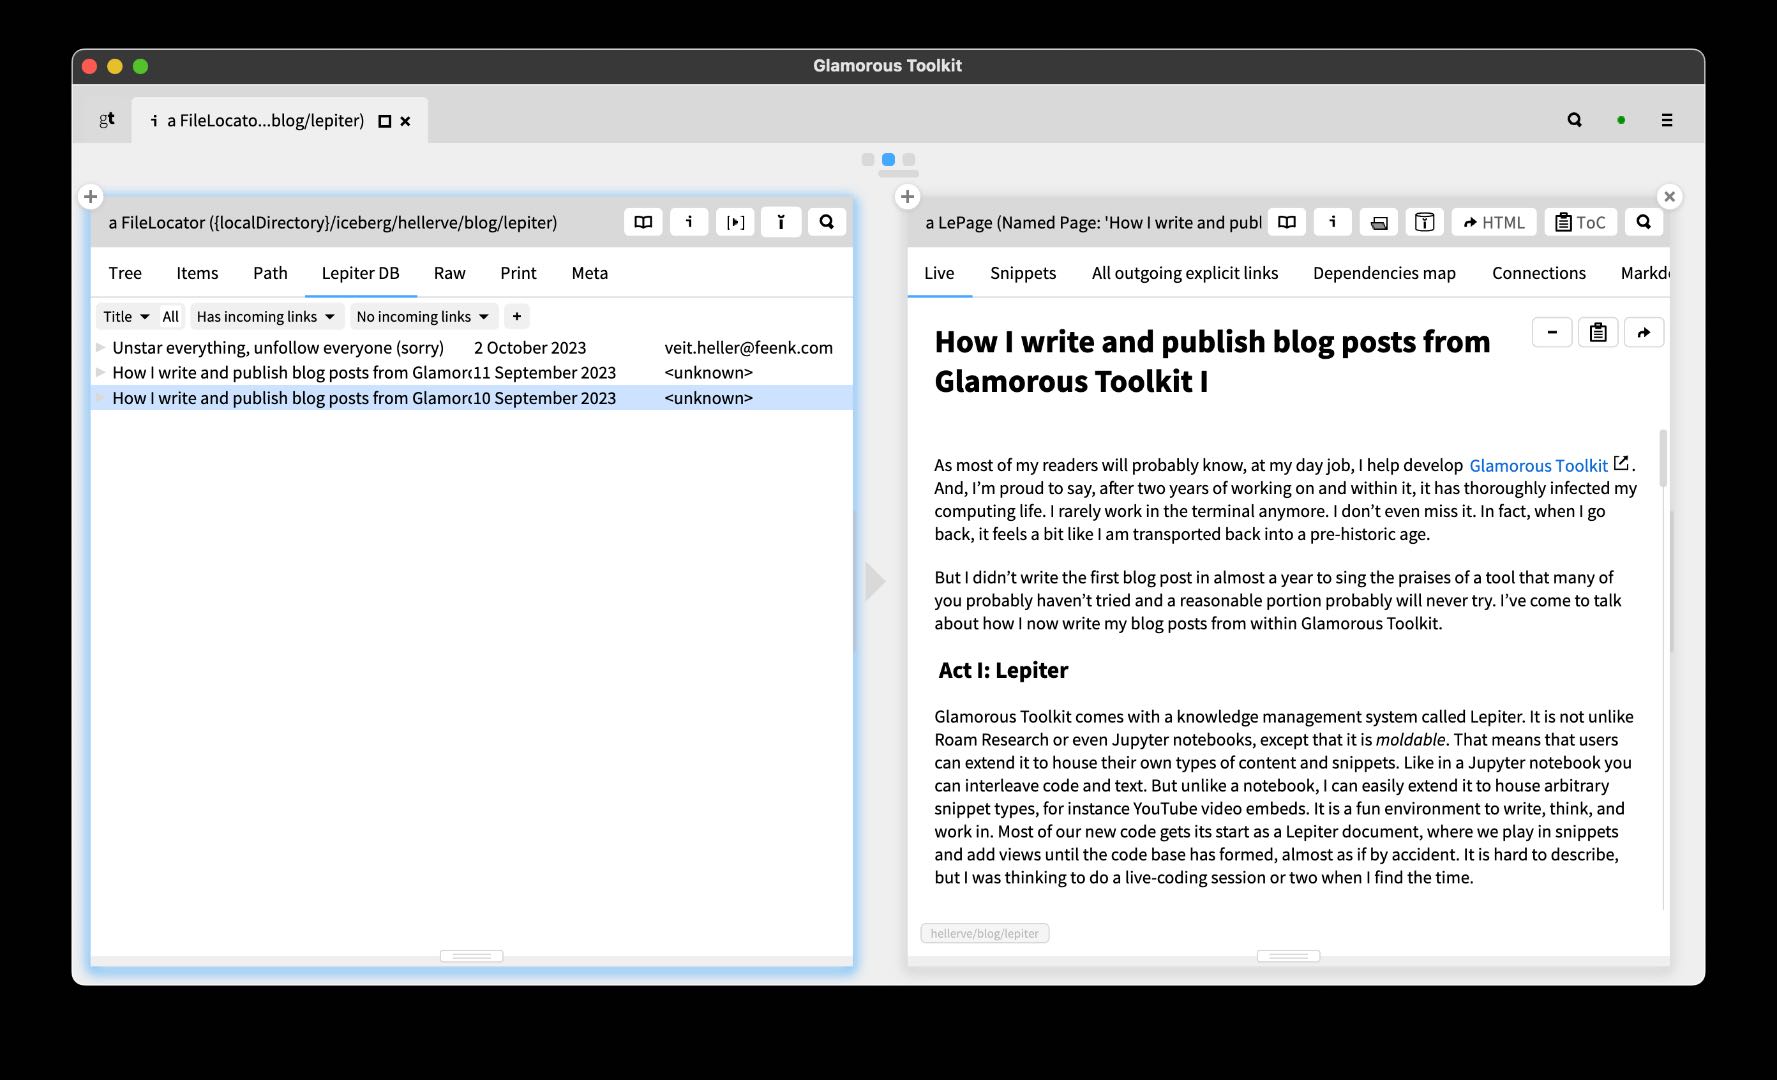 Glamorous Toolkit
gt
i a FileLocato...blog/lepiter)
a FileLocator ({localDirectory}/iceberg/hellerve/blog/lepiter)
Tree Items Path Lepiter DB Raw Print Meta
Title All Has incoming links No incoming links +
Unstar everything, unfollow everyone (sorry) 2 October 2023 veit.heller@feenk.com
How I write and publish blog posts from Glamor 11 September 2023 <unknown>
How I write and publish blog posts from Glamor 10 September 2023 <unknown>
a LePage (Named Page: 'How I write and publ
HTML
ToC
Live Snippets All outgoing explicit links Dependencies map Connections Markd
How I write and publish blog posts from
Glamorous Toolkit I
As most of my readers will probably know, at my day job, I help develop Glamorous Toolkit .
And, I’m proud to say, after two years of working on and within it, it has thoroughly infected my
computing life. I rarely work in the terminal anymore. I don’t even miss it. In fact, when I go
back, it feels a bit like I am transported back into a pre-historic age.
But I didn’t write the first blog post in almost a year to sing the praises of a tool that many of
you probably haven’t tried and a reasonable portion probably will never try. I’ve come to talk
about how I now write my blog posts from within Glamorous Toolkit.
Act I: Lepiter
Glamorous Toolkit comes with a knowledge management system called Lepiter. It is not unlike
Roam Research or even Jupyter notebooks, except that it is moldable. That means that users
can extend it to house their own types of content and snippets. Like in a Jupyter notebook you
can interleave code and text. But unlike a notebook, I can easily extend it to house arbitrary
snippet types, for instance YouTube video embeds. It is a fun environment to write, think, and
work in. Most of our new code gets its start as a Lepiter document, where we play in snippets
and add views until the code base has formed, almost as if by accident. It is hard to describe,
but I was thinking to do a live-coding session or two when I find the time.
hellerve/blog/lepiter